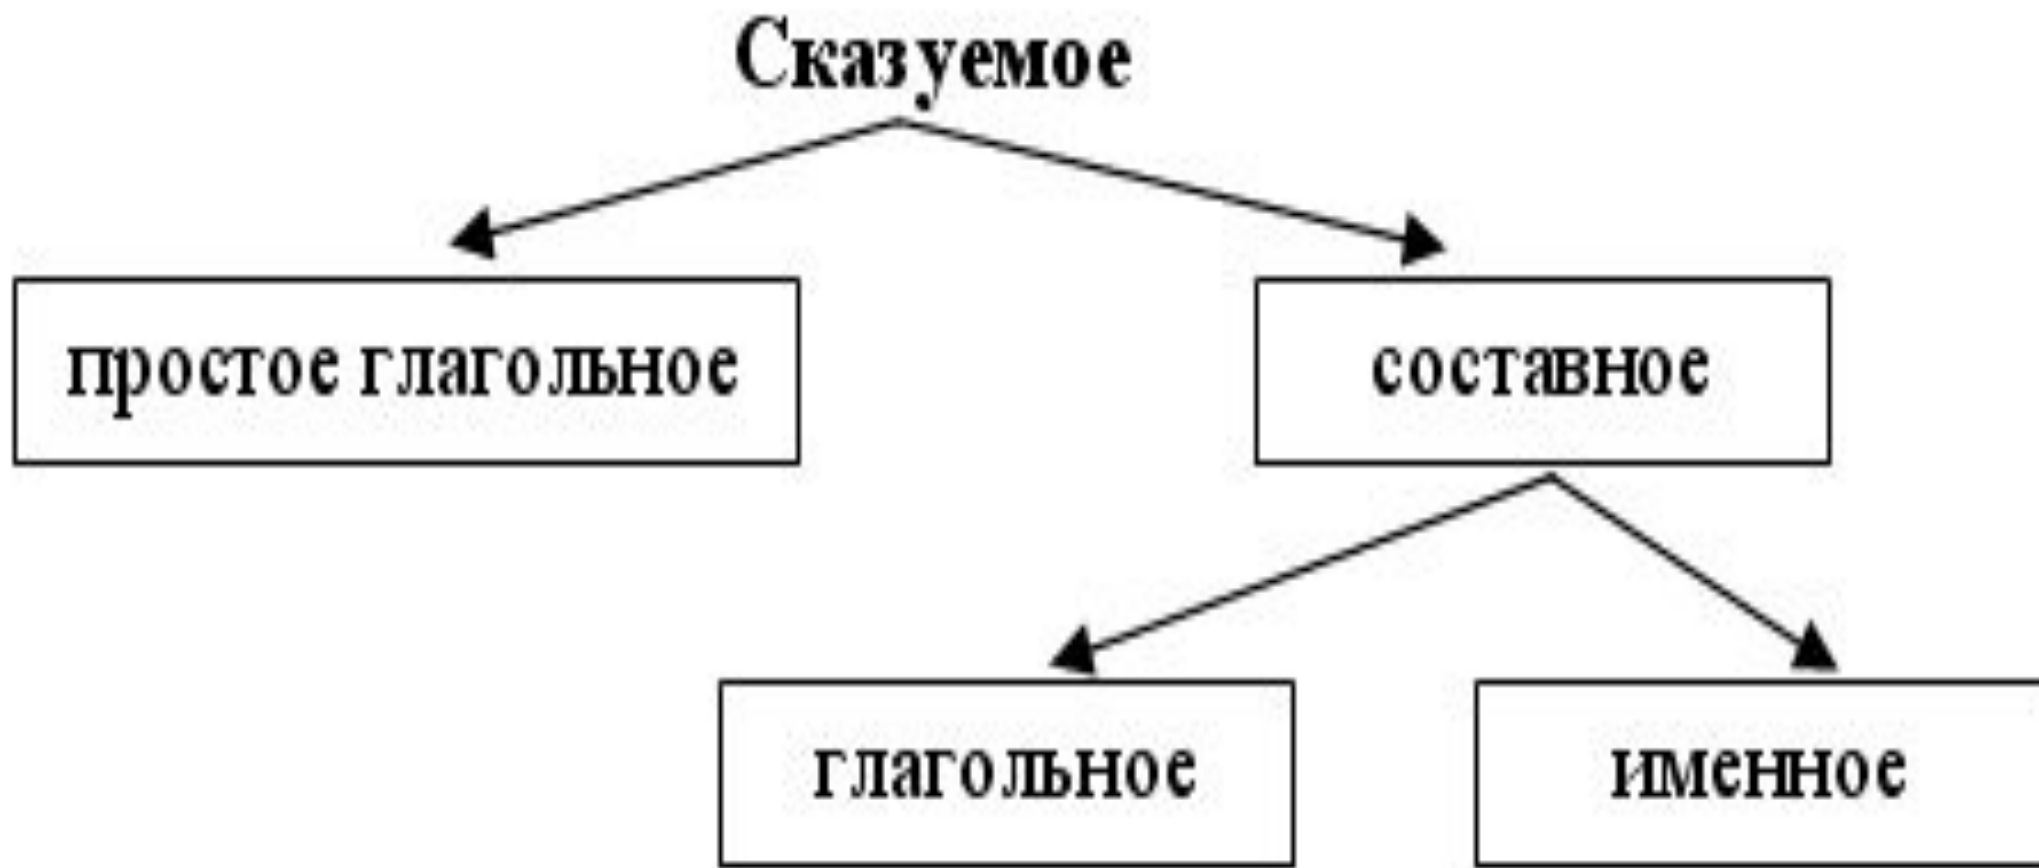 Сказуемое
простое глагольное
составное
глагольное
именное